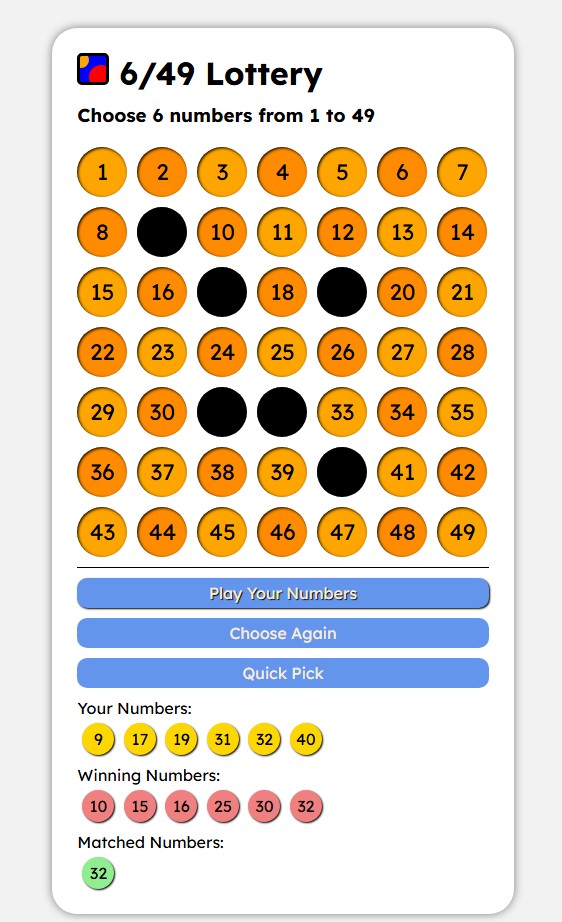 6/49 Lottery
Choose 6 numbers from 1 to 49
1 2 3 4 5 6 7
8 10 11 12 13 14
15 16 18 20 21
22 23 24 25 26 27 28
29 30 33 34 35
36 37 38 39 41 42
43 44 45 46 47 48 49
Play Your Numbers
Choose Again
Quick Pick
Your Numbers:
9 17 19 31 32 40
Winning Numbers:
10 15 16 25 30 32
Matched Numbers:
32